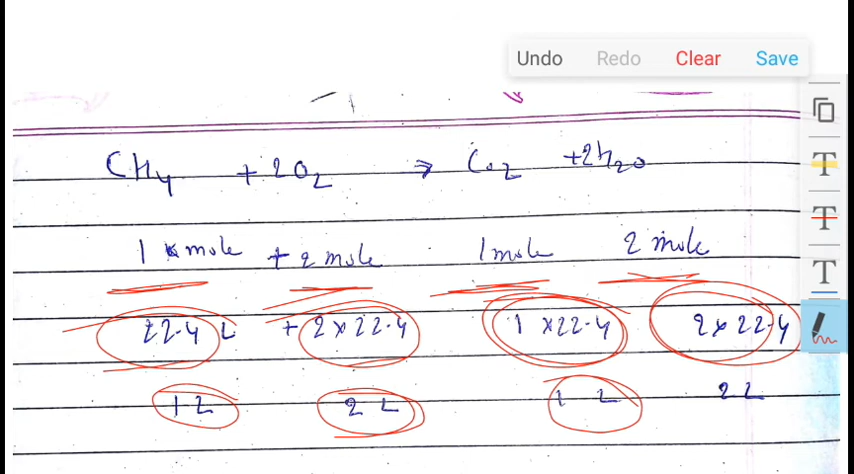 Undo Redo Clear Save
CH4 + 2O2 → Co2 + 2h2o
1 mole + 2 mole 1 mole 2 mole
22.4 L + 2 × 22.4 1 × 22.4 2 × 22.4
1 L 2 L 1 L 2 L